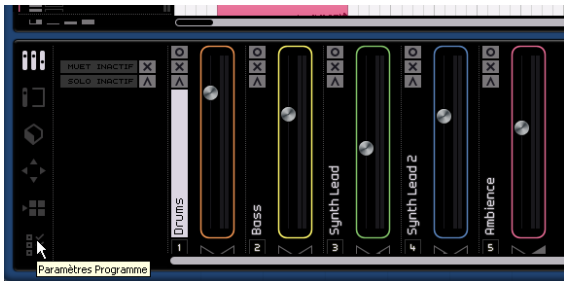 MUET INACTIF
SOLO INACTIF
Drums
Bass
Synth Lead
Synth Lead 2
Ambience
1
2
3
4
5
Paramètres Programme